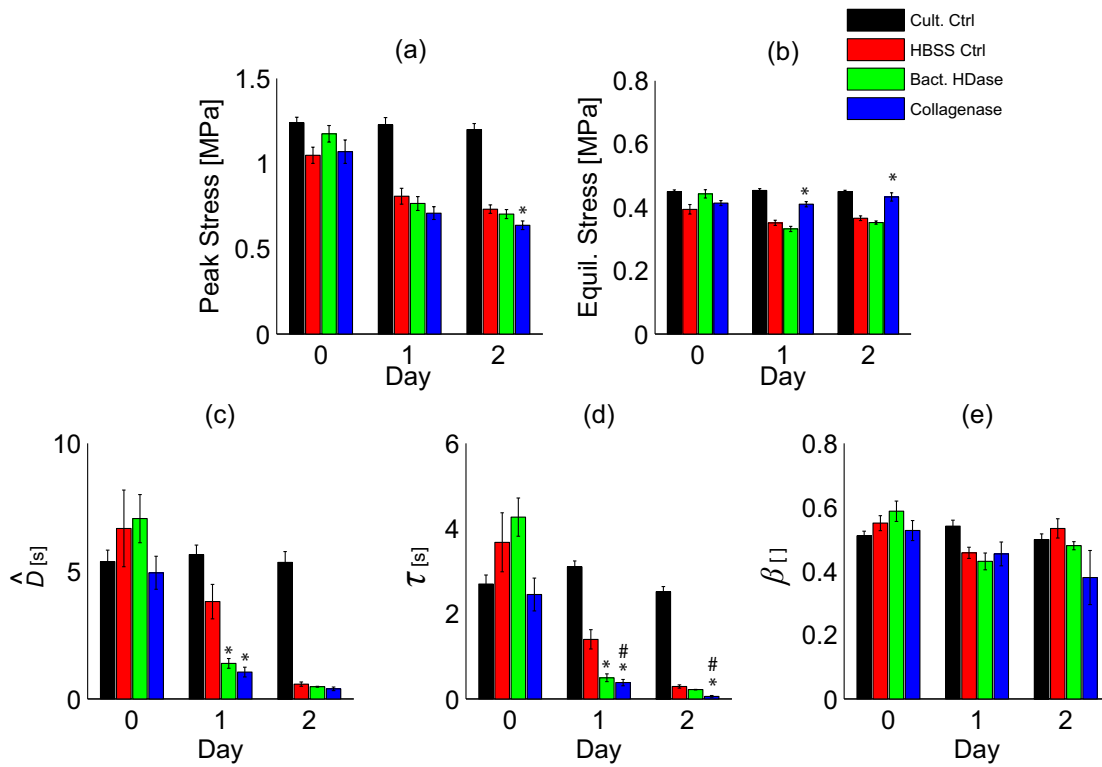 Cult. Ctrl
HBSS Ctrl
Bact. HDase
Collagenase
(a)
Peak Stress [MPa]
1.5
1
0.5
0
*
0 1 2
Day
(b)
Equil. Stress [MPa]
0.8
0.6
0.4
0.2
0
* *
0 1 2
Day
(c)
D̂ [s]
10
5
0
* *
0 1 2
Day
(d)
τ [s]
6
4
2
0
# #
* * *
0 1 2
Day
(e)
β [ ]
0.8
0.6
0.4
0.2
0
0 1 2
Day